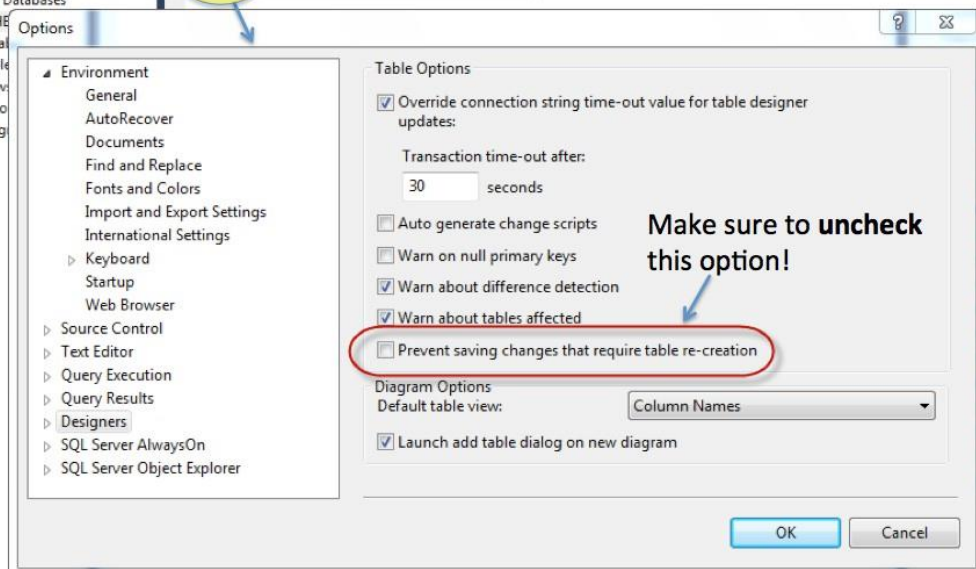 Databases
Options
Environment
General
AutoRecover
Documents
Find and Replace
Fonts and Colors
Import and Export Settings
International Settings
Keyboard
Startup
Web Browser
Source Control
Text Editor
Query Execution
Query Results
Designers
SQL Server AlwaysOn
SQL Server Object Explorer
Table Options
Override connection string time-out value for table designer
updates:
Transaction time-out after:
30 seconds
Auto generate change scripts
Warn on null primary keys
Warn about difference detection
Warn about tables affected
Prevent saving changes that require table re-creation
Make sure to uncheck
this option!
Diagram Options
Default table view: Column Names
Launch add table dialog on new diagram
OK Cancel